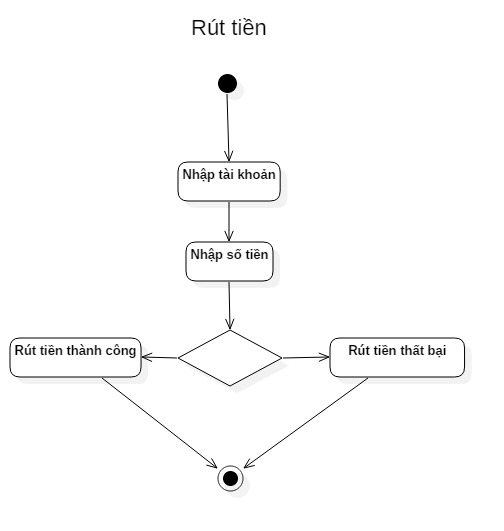 Rút tiền
Nhập tài khoản
Nhập số tiền
Rút tiền thành công
Rút tiền thất bại